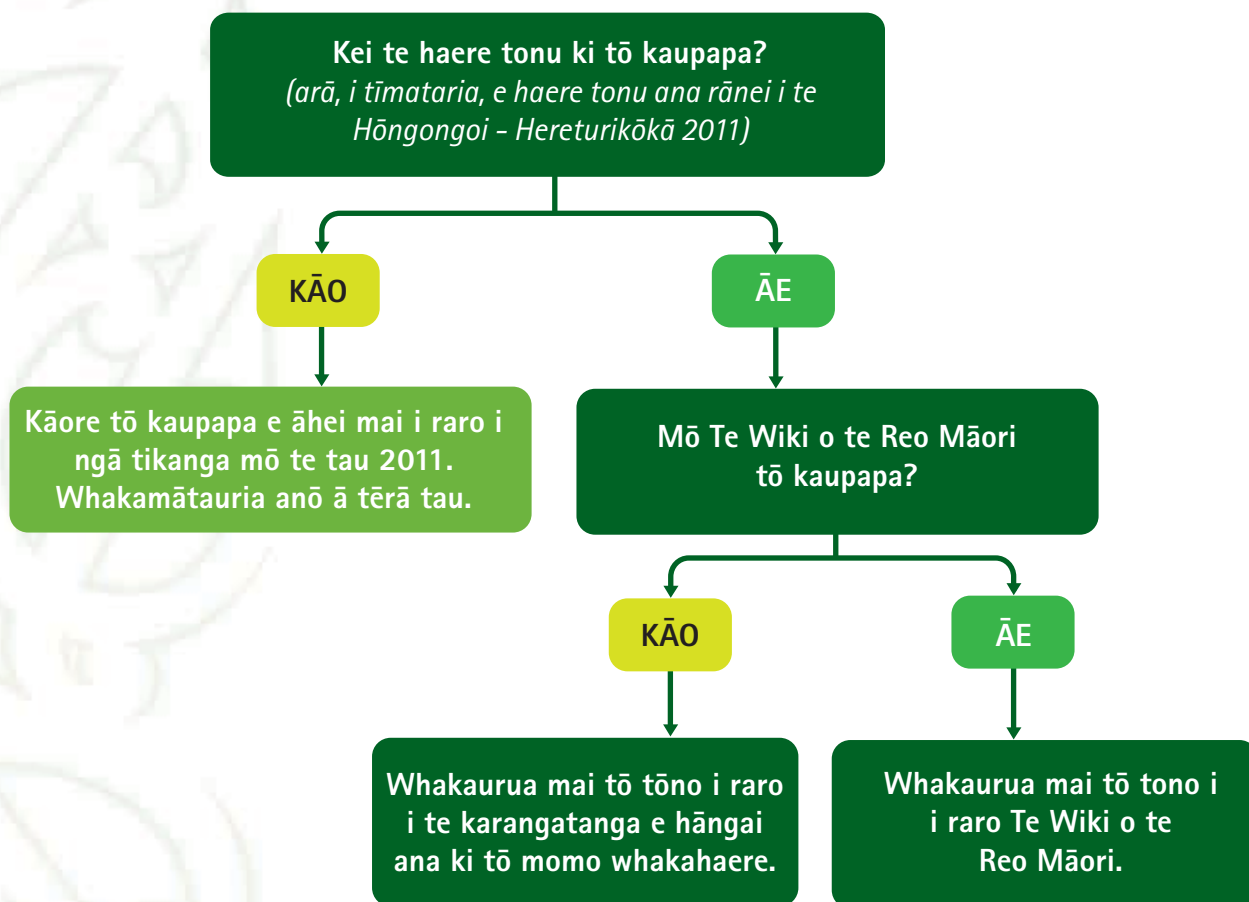 Kei te haere tonu ki tō kaupapa?
(arā, i tīmataria, e haere tonu ana rānei i te
Hōngongoi - Hereturikōkā 2011)
KĀO
ĀE
Kāore tō kaupapa e āhei mai i raro i
ngā tikanga mō te tau 2011.
Whakamātauria anō ā tērā tau.
Mō Te Wiki o te Reo Māori
tō kaupapa?
KĀO
ĀE
Whakaurua mai tō tōno i raro
i te karangatanga e hāngai
ana ki tō momo whakahaere.
Whakaurua mai tō tono i
i raro Te Wiki o te
Reo Māori.